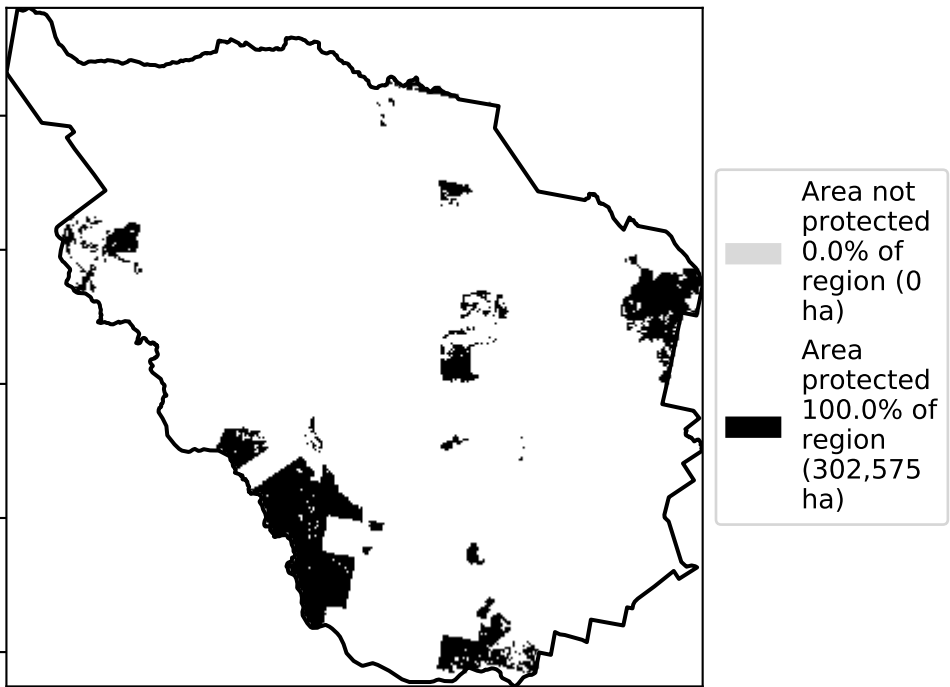 Area not
protected
0.0% of
region (0
ha)
Area
protected
100.0% of
region
(302,575
ha)